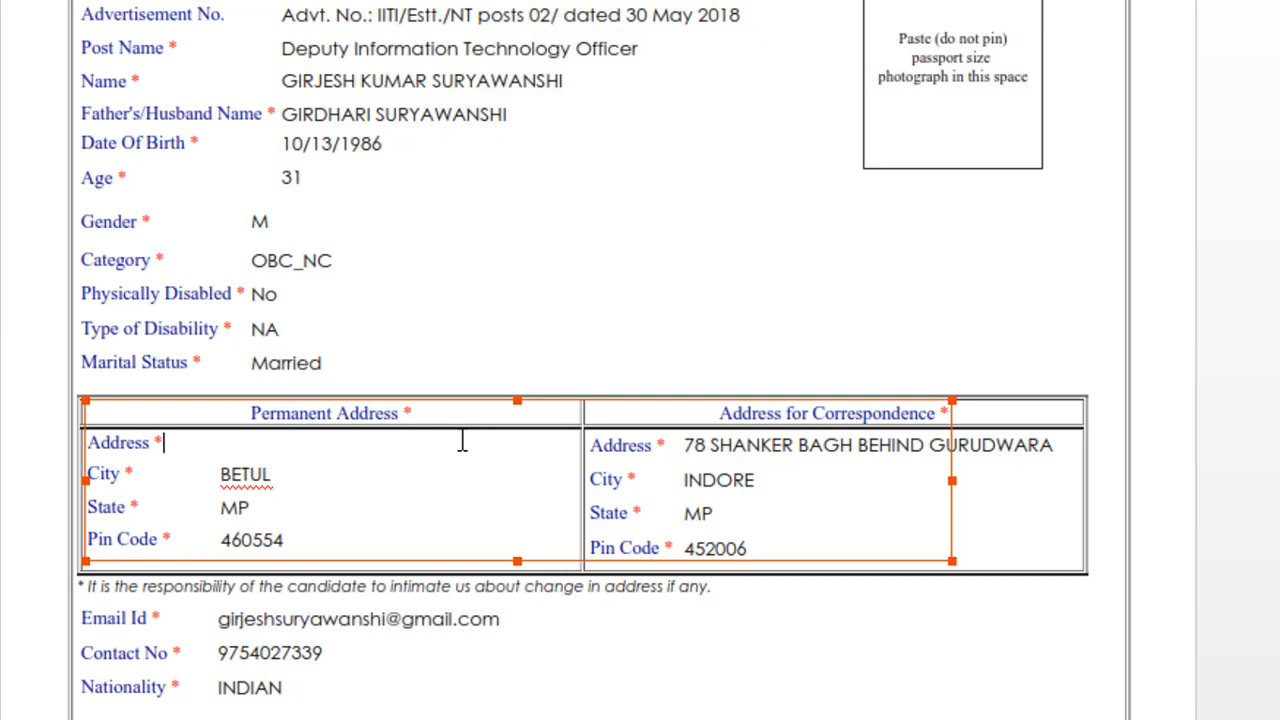 Advertisement No. Advt. No.: IITI/Estt./NT posts 02/ dated 30 May 2018
Post Name * Deputy Information Technology Officer
Name * GIRJESH KUMAR SURYAWANSHI
Father's/Husband Name * GIRDHARI SURYAWANSHI
Date Of Birth * 10/13/1986
Age * 31
Paste (do not pin)
passport size
photograph in this space
Gender * M
Category * OBC_NC
Physically Disabled * No
Type of Disability * NA
Marital Status * Married
Permanent Address * Address for Correspondence *
Address * Address * 78 SHANKER BAGH BEHIND GURUDWARA
City * BETUL City * INDORE
State * MP State * MP
Pin Code * 460554 Pin Code * 452006
* It is the responsibility of the candidate to intimate us about change in address if any.
Email Id * girjeshsuryawanshi@gmail.com
Contact No * 9754027339
Nationality * INDIAN